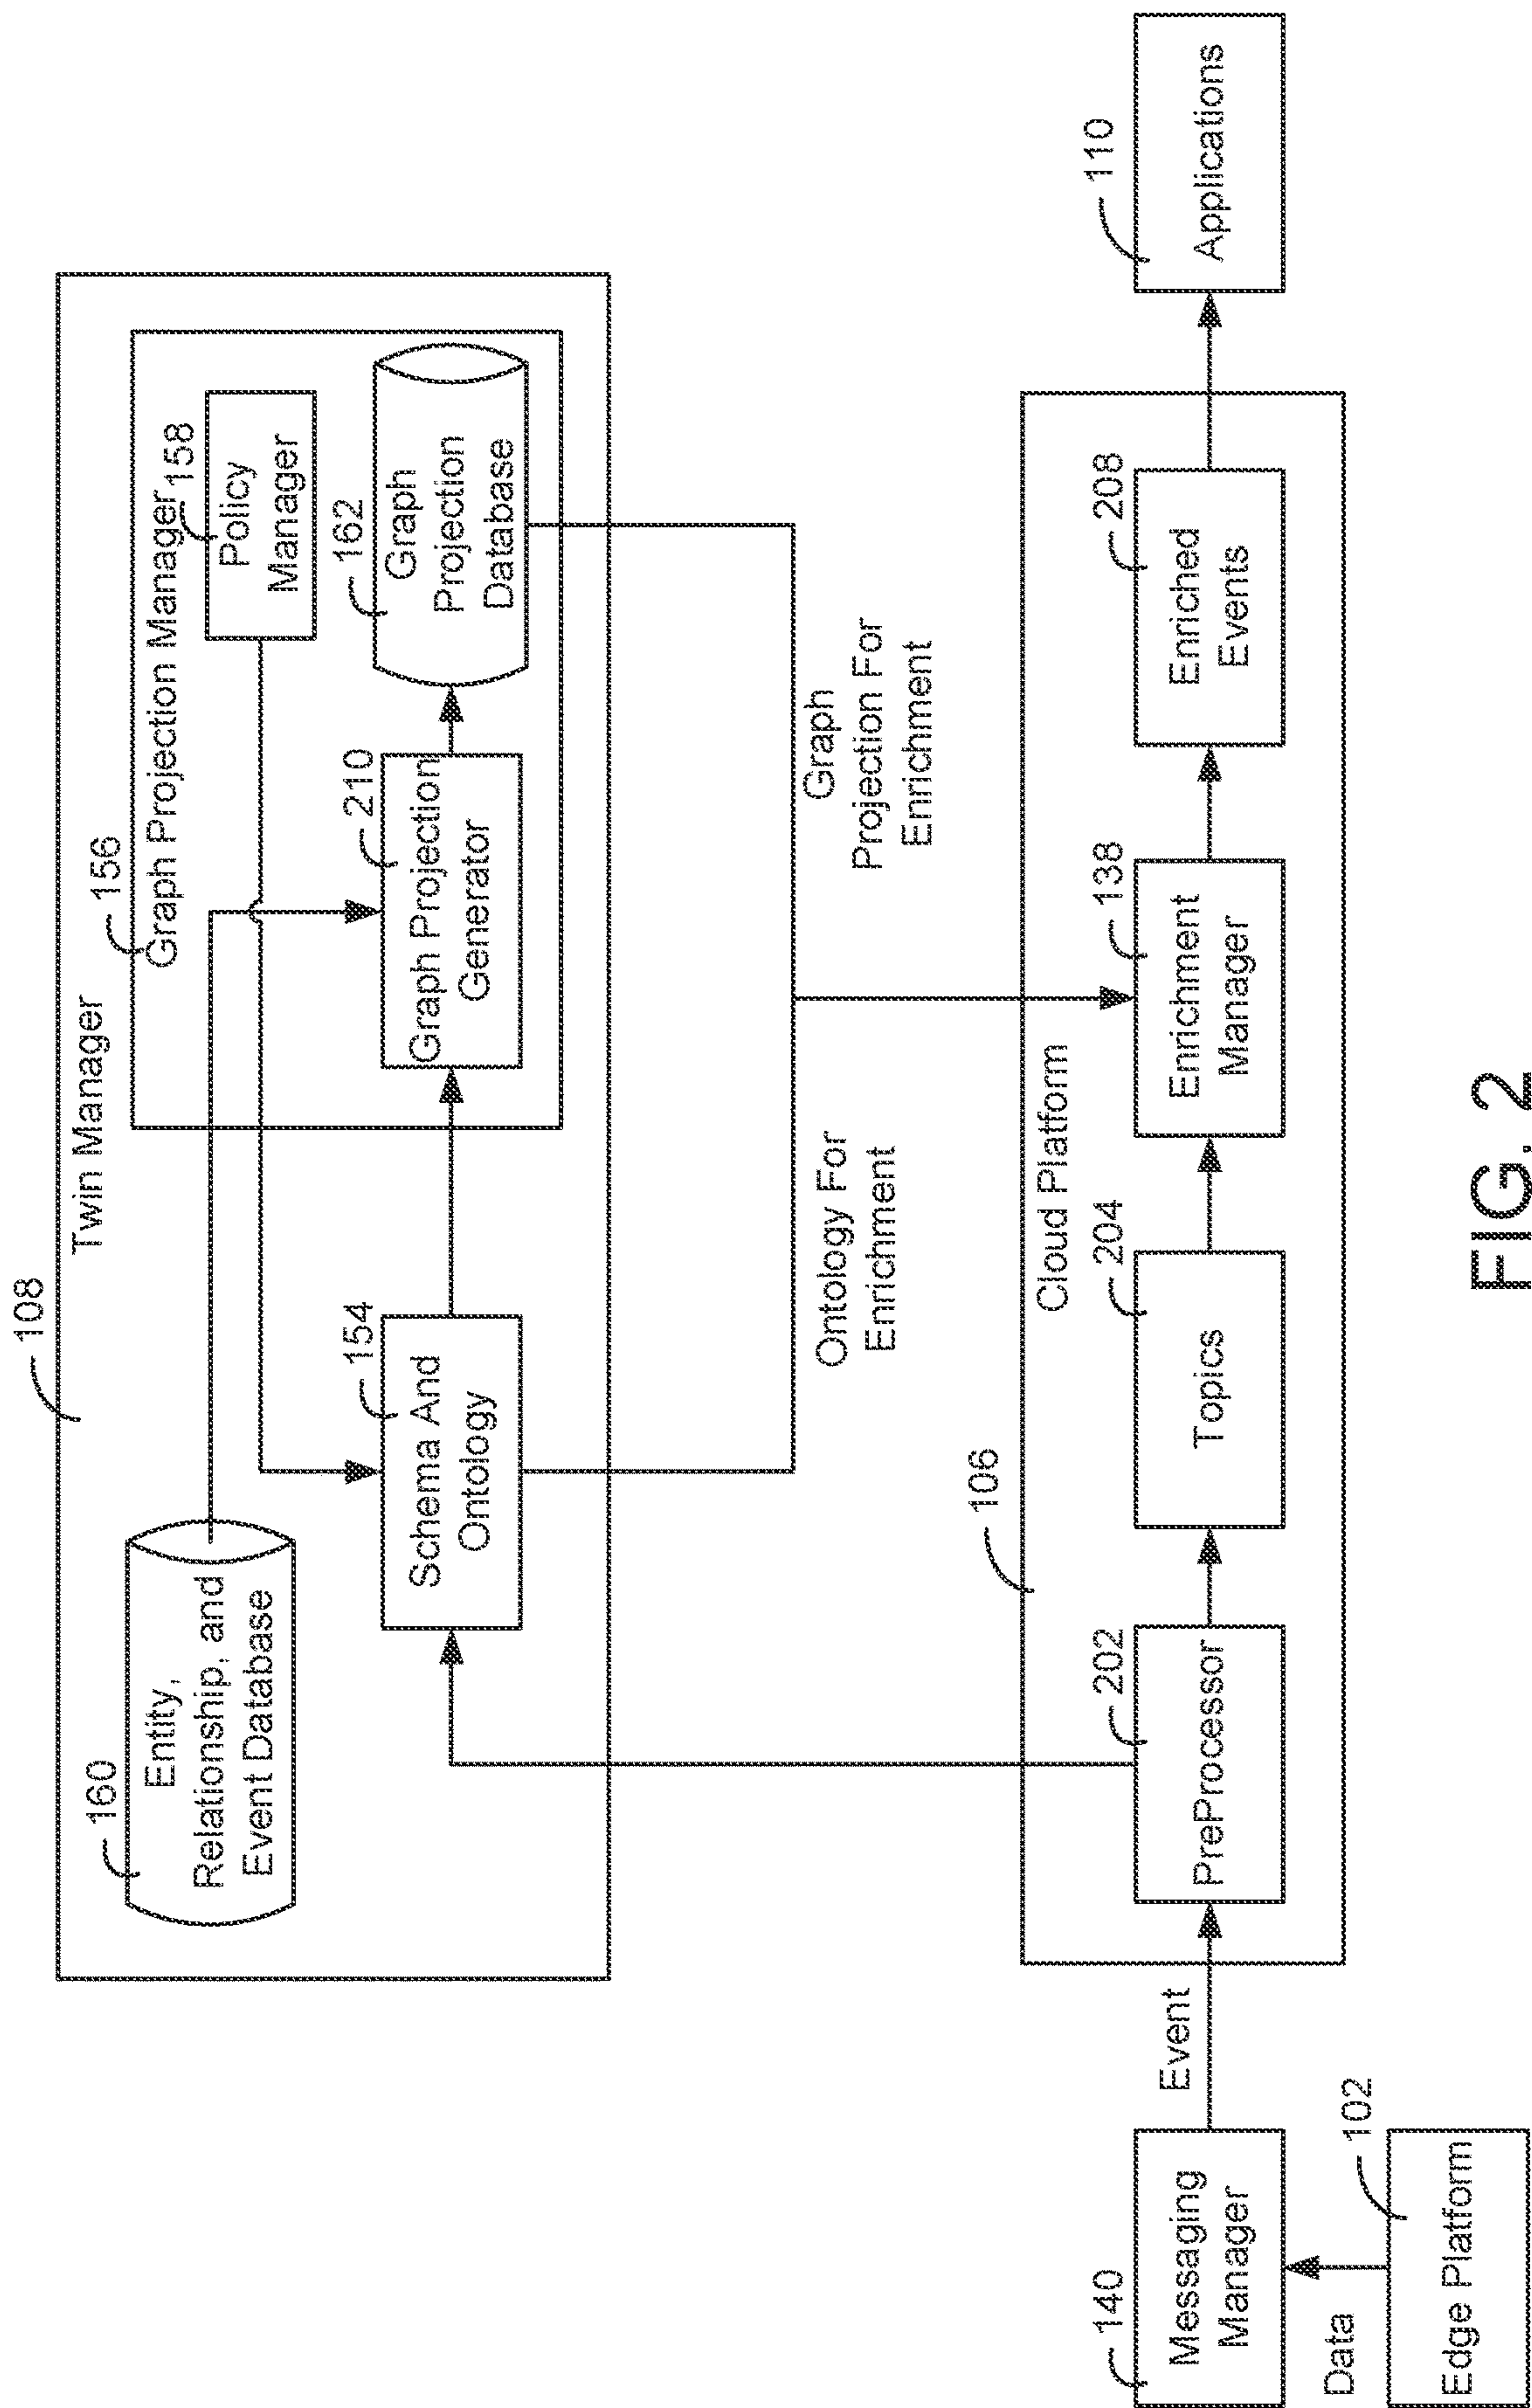 108
Twin Manager
160
Entity,
Relationship, and
Event Database
156
Graph Projection Manager
158
Policy
Manager
154
Schema And
Ontology
210
Graph Projection
Generator
162
Graph
Projection
Database
Ontology For
Enrichment
Graph
Projection For
Enrichment
106
Cloud Platform
140
Messaging
Manager
Event
202
PreProcessor
204
Topics
138
Enrichment
Manager
208
Enriched
Events
110
Applications
Data
102
Edge Platform
FIG. 2